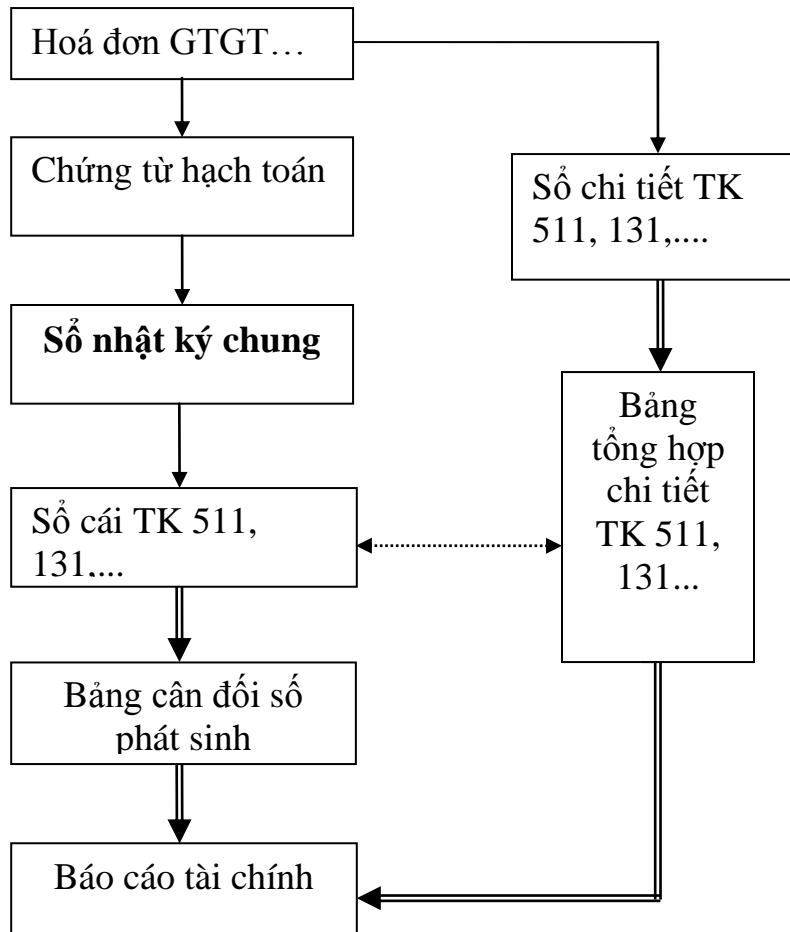 Hoá đơn GTGT…
Chứng từ hạch toán
Sổ chi tiết TK
511, 131,....
Sổ nhật ký chung
Bảng
tổng hợp
chi tiết
TK 511,
131...
Sổ cái TK 511,
131,...
Bảng cân đối số
phát sinh
Báo cáo tài chính